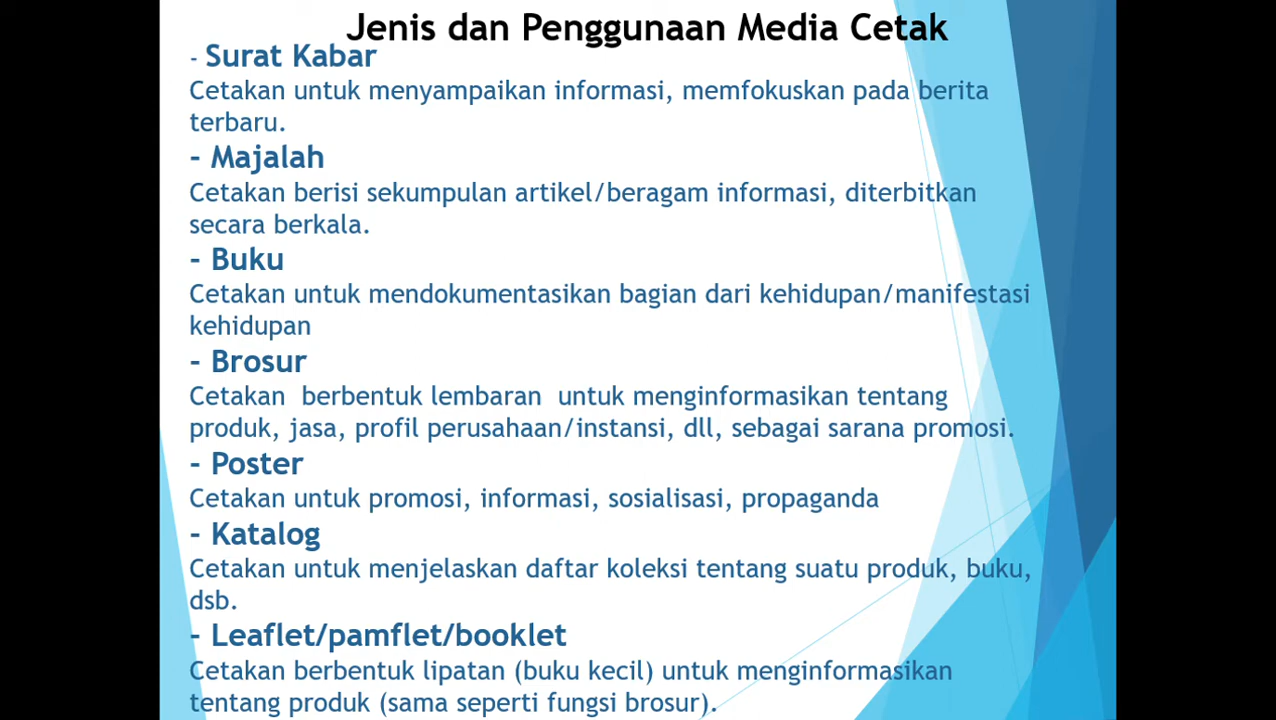 Jenis dan Penggunaan Media Cetak
- Surat Kabar
Cetakan untuk menyampaikan informasi, memfokuskan pada berita
terbaru.
- Majalah
Cetakan berisi sekumpulan artikel/beragam informasi, diterbitkan
secara berkala.
- Buku
Cetakan untuk mendokumentasikan bagian dari kehidupan/manifestasi
kehidupan
- Brosur
Cetakan berbentuk lembaran untuk menginformasikan tentang
produk, jasa, profil perusahaan/instansi, dll, sebagai sarana promosi.
- Poster
Cetakan untuk promosi, informasi, sosialisasi, propaganda
- Katalog
Cetakan untuk menjelaskan daftar koleksi tentang suatu produk, buku,
dsb.
- Leaflet/pamflet/booklet
Cetakan berbentuk lipatan (buku kecil) untuk menginformasikan
tentang produk (sama seperti fungsi brosur).